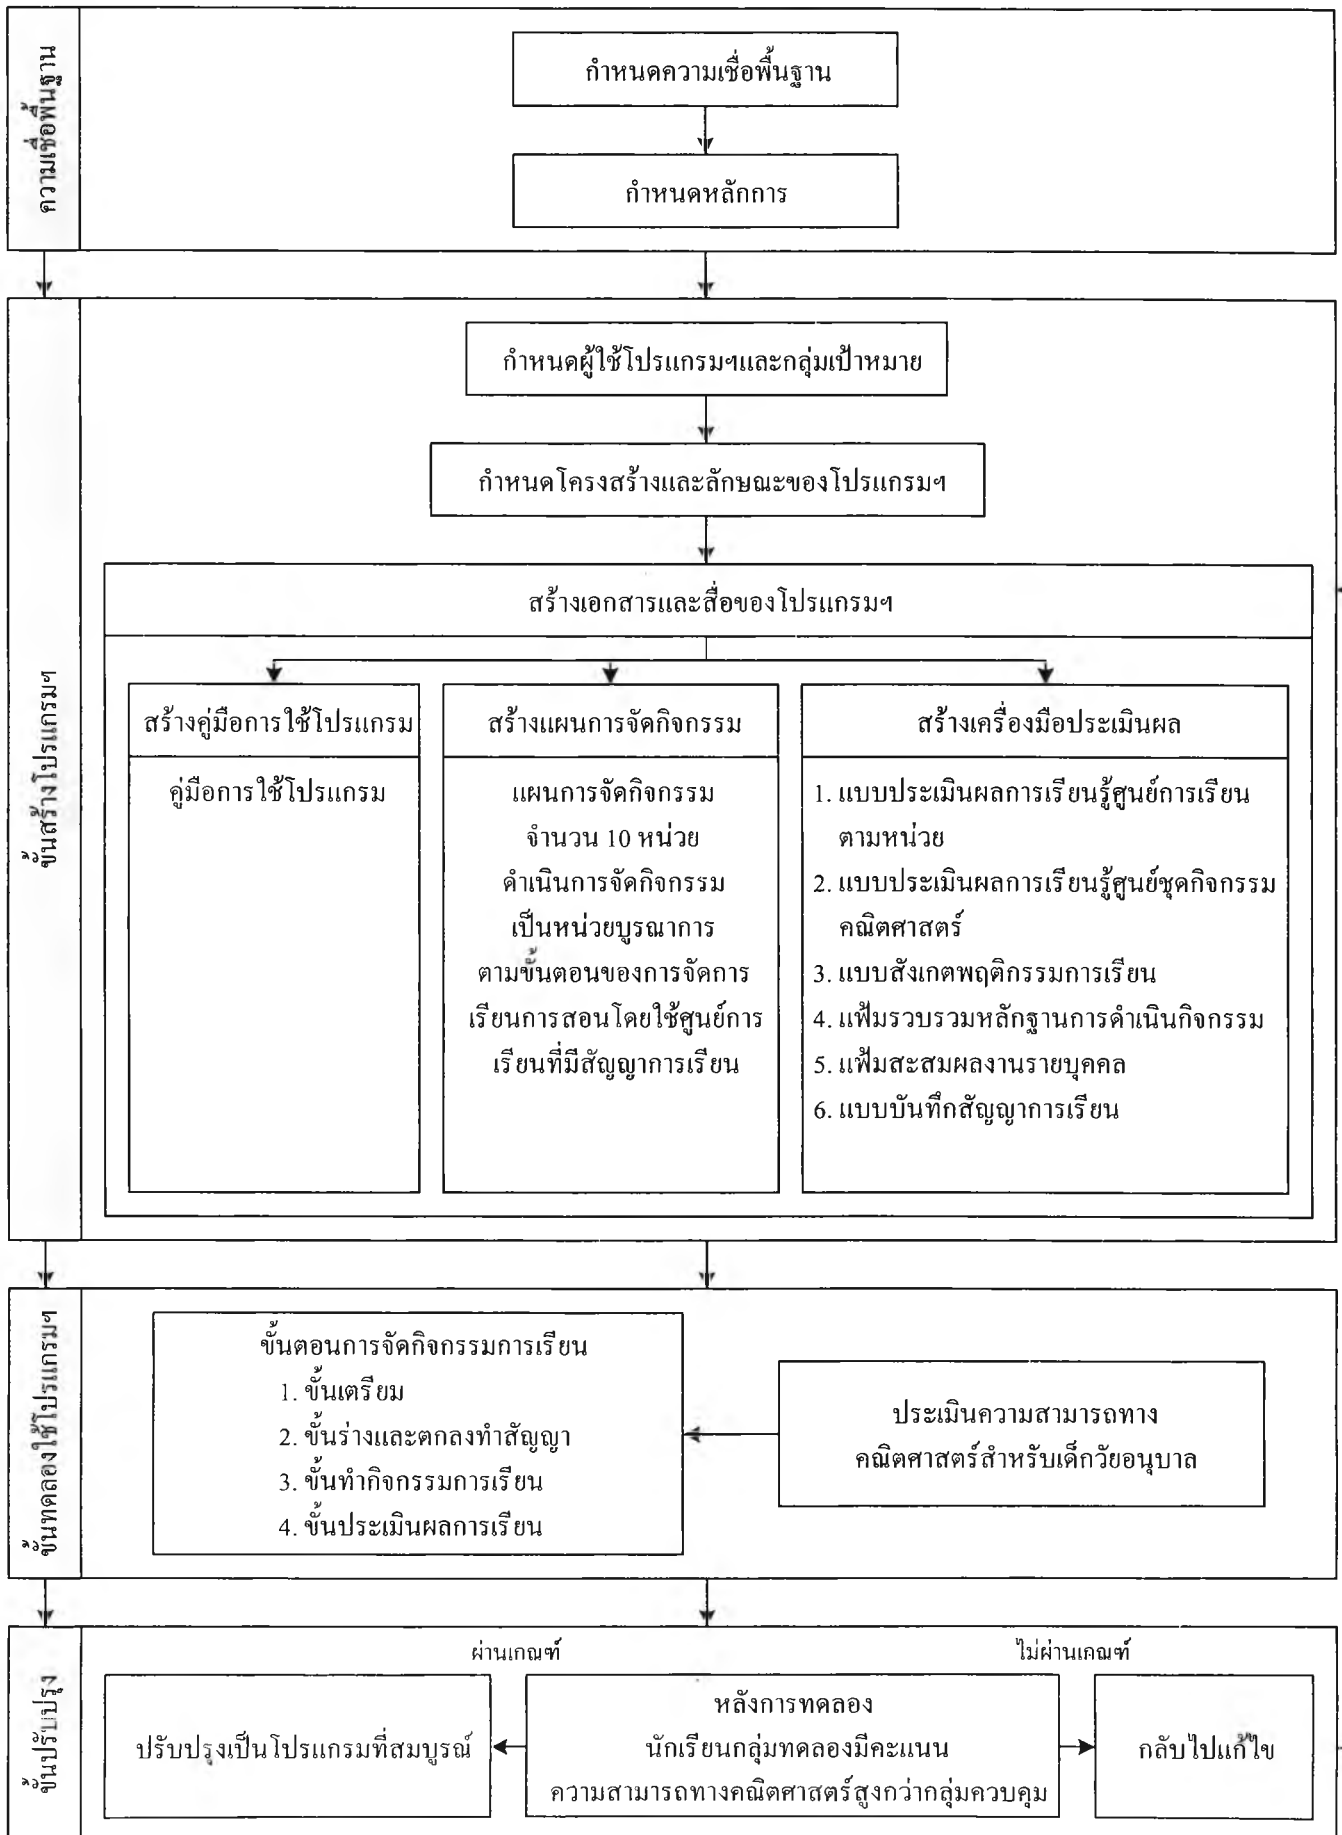 ความเชื่อพื้นฐาน
กำหนดความเชื่อพื้นฐาน
กำหนดหลักการ
ขั้นสร้างโปรแกรมฯ
กำหนดผู้ใช้โปรแกรมฯและกลุ่มเป้าหมาย
กำหนดโครงสร้างและลักษณะของโปรแกรมฯ
สร้างเอกสารและสื่อของโปรแกรมฯ
สร้างคู่มือการใช้โปรแกรม
คู่มือการใช้โปรแกรม
สร้างแผนการจัดกิจกรรม
แผนการจัดกิจกรรม
จำนวน 10 หน่วย
ดำเนินการจัดกิจกรรม
เป็นหน่วยบูรณาการ
ตามขั้นตอนของการจัดการ
เรียนการสอนโดยใช้ศูนย์การ
เรียนที่มีสัญญาการเรียน
สร้างเครื่องมือประเมินผล
1. แบบประเมินผลการเรียนรู้ศูนย์การเรียน
ตามหน่วย
2. แบบประเมินผลการเรียนรู้ศูนย์ชุดกิจกรรม
คณิตศาสตร์
3. แบบสังเกตพฤติกรรมการเรียน
4. แฟ้มรวบรวมหลักฐานการดำเนินกิจกรรม
5. แฟ้มสะสมผลงานรายบุคคล
6. แบบบันทึกสัญญาการเรียน
ขั้นทดลองใช้โปรแกรมฯ
ขั้นตอนการจัดกิจกรรมการเรียน
1. ขั้นเตรียม
2. ขั้นร่างและตกลงทำสัญญา
3. ขั้นทำกิจกรรมการเรียน
4. ขั้นประเมินผลการเรียน
ประเมินความสามารถทาง
คณิตศาสตร์สำหรับเด็กวัยอนุบาล
ขั้นปรับปรุง
ผ่านเกณฑ์
ไม่ผ่านเกณฑ์
ปรับปรุงเป็นโปรแกรมที่สมบูรณ์
หลังการทดลอง
นักเรียนกลุ่มทดลองมีคะแนน
ความสามารถทางคณิตศาสตร์สูงกว่ากลุ่มควบคุม
กลับไปแก้ไข